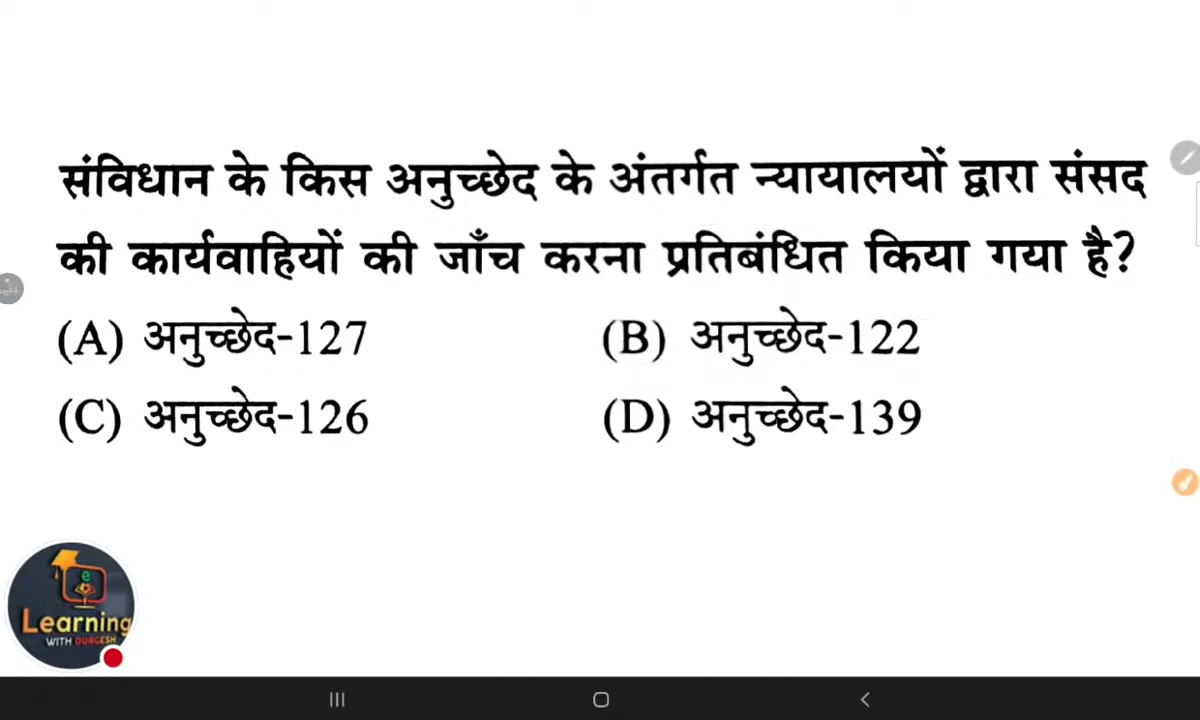 संविधान के किस अनुच्छेद के अंतर्गत न्यायालयों द्वारा संसद
की कार्यवाहियों की जाँच करना प्रतिबंधित किया गया है?
(A) अनुच्छेद-127 (B) अनुच्छेद-122
(C) अनुच्छेद-126 (D) अनुच्छेद-139
e
Learning
WITH DURGESH